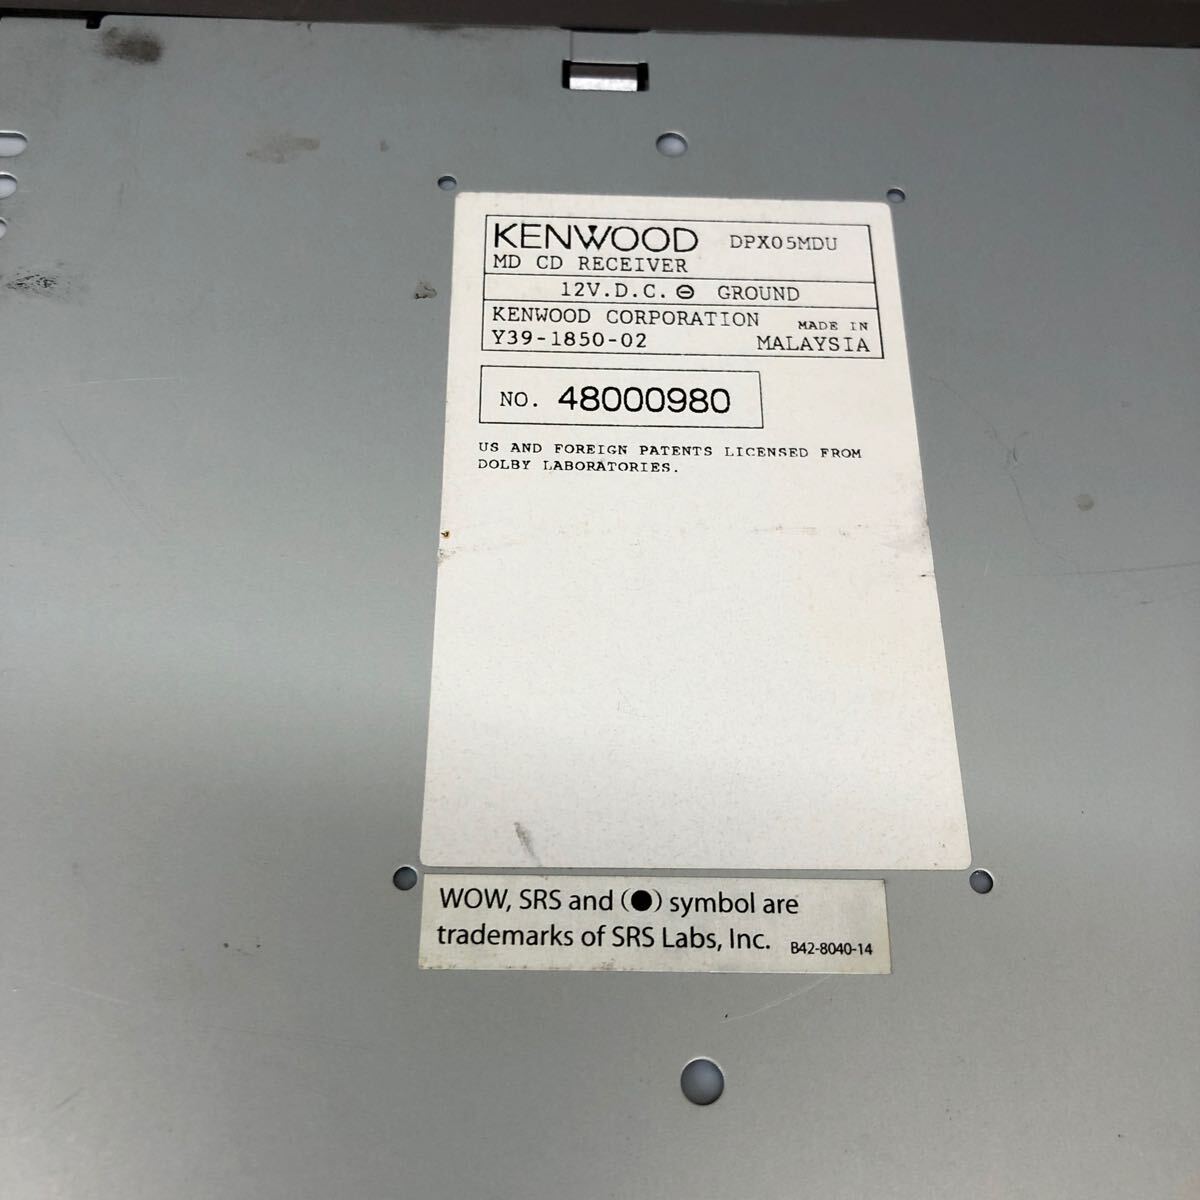 KENWOOD DPX05MDU
MD CD RECEIVER
12V.D.C. ⊖ GROUND
KENWOOD CORPORATION MADE IN
Y39-1850-02 MALAYSIA
NO. 48000980
US AND FOREIGN PATENTS LICENSED FROM
DOLBY LABORATORIES.
WOW, SRS and (●) symbol are
trademarks of SRS Labs, Inc. B42-8040-14